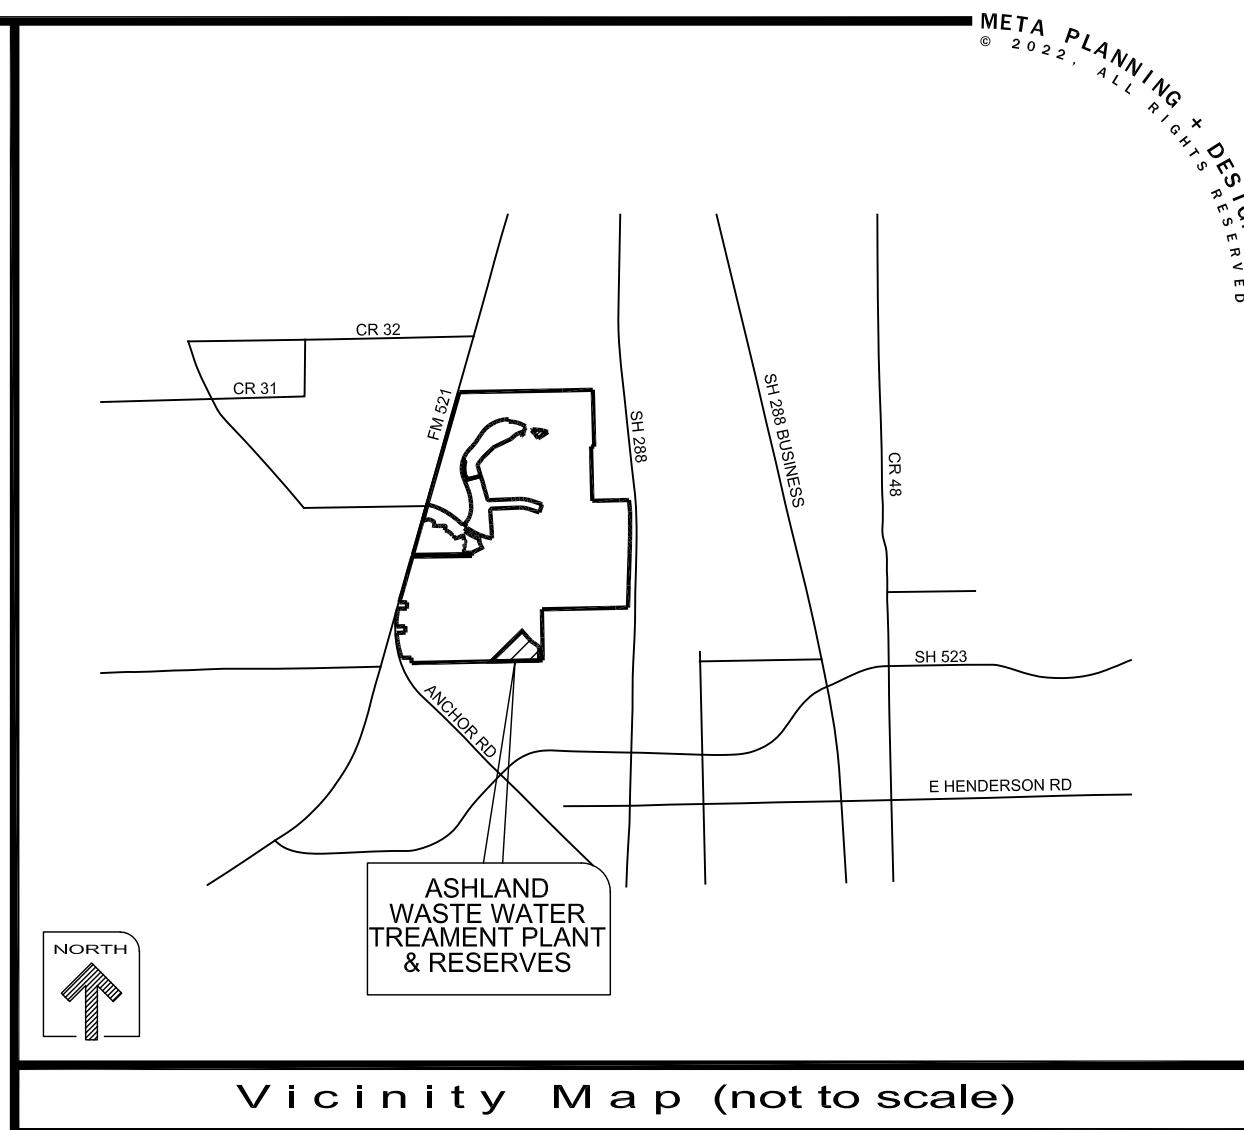 META PLANNING + DESIGN
© 2022, ALL RIGHTS RESERVED
CR 32
CR 31
FM 521
SH 288
SH 288 BUSINESS
CR 48
SH 523
ANCHOR RD
E HENDERSON RD
ASHLAND
WASTE WATER
TREAMENT PLANT
& RESERVES
NORTH
Vicinity Map (not to scale)